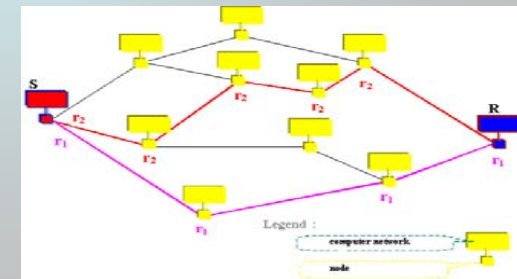 S
r₂
r₂
r₂
r₂
R
r₂
r₁
r₁
r₁
r₁
Legend :
computer network
node